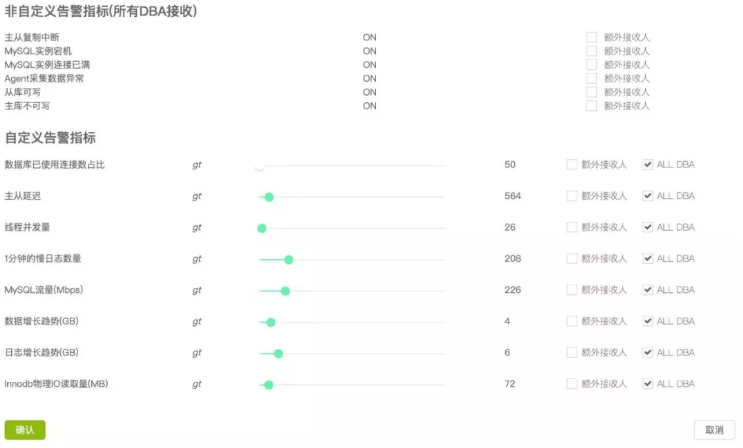 非自定义告警指标(所有DBA接收)
主从复制中断 ON 额外接收人
MySQL实例宕机 ON 额外接收人
MySQL实例连接已满 ON 额外接收人
Agent采集数据异常 ON 额外接收人
从库可写 ON 额外接收人
主库不可写 ON 额外接收人
自定义告警指标
数据库已使用连接数占比 gt 50 额外接收人 ALL DBA
主从延迟 gt 564 额外接收人 ALL DBA
线程并发量 gt 26 额外接收人 ALL DBA
1分钟的慢日志数量 gt 208 额外接收人 ALL DBA
MySQL流量(Mbps) gt 226 额外接收人 ALL DBA
数据增长趋势(GB) gt 4 额外接收人 ALL DBA
日志增长趋势(GB) gt 6 额外接收人 ALL DBA
Innodb物理IO读取量(MB) gt 72 额外接收人 ALL DBA
确认 取消